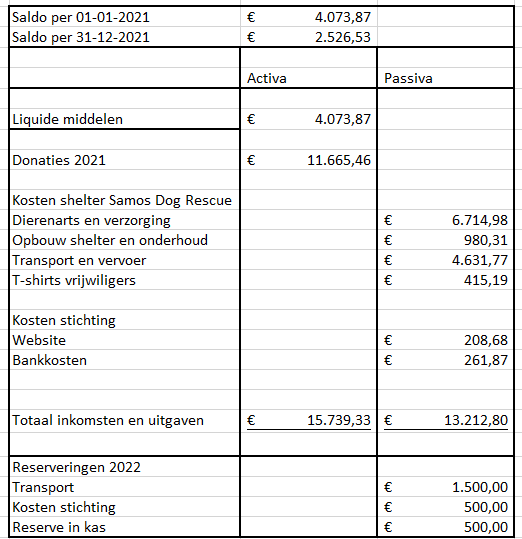 Saldo per 01-01-2021 € 4.073,87
Saldo per 31-12-2021 € 2.526,53
Activa Passiva
Liquide middelen € 4.073,87
Donaties 2021 € 11.665,46
Kosten shelter Samos Dog Rescue
Dierenarts en verzorging € 6.714,98
Opbouw shelter en onderhoud € 980,31
Transport en vervoer € 4.631,77
T-shirts vrijwiligers € 415,19
Kosten stichting
Website € 208,68
Bankkosten € 261,87
Totaal inkomsten en uitgaven € 15.739,33 € 13.212,80
Reserveringen 2022
Transport € 1.500,00
Kosten stichting € 500,00
Reserve in kas € 500,00